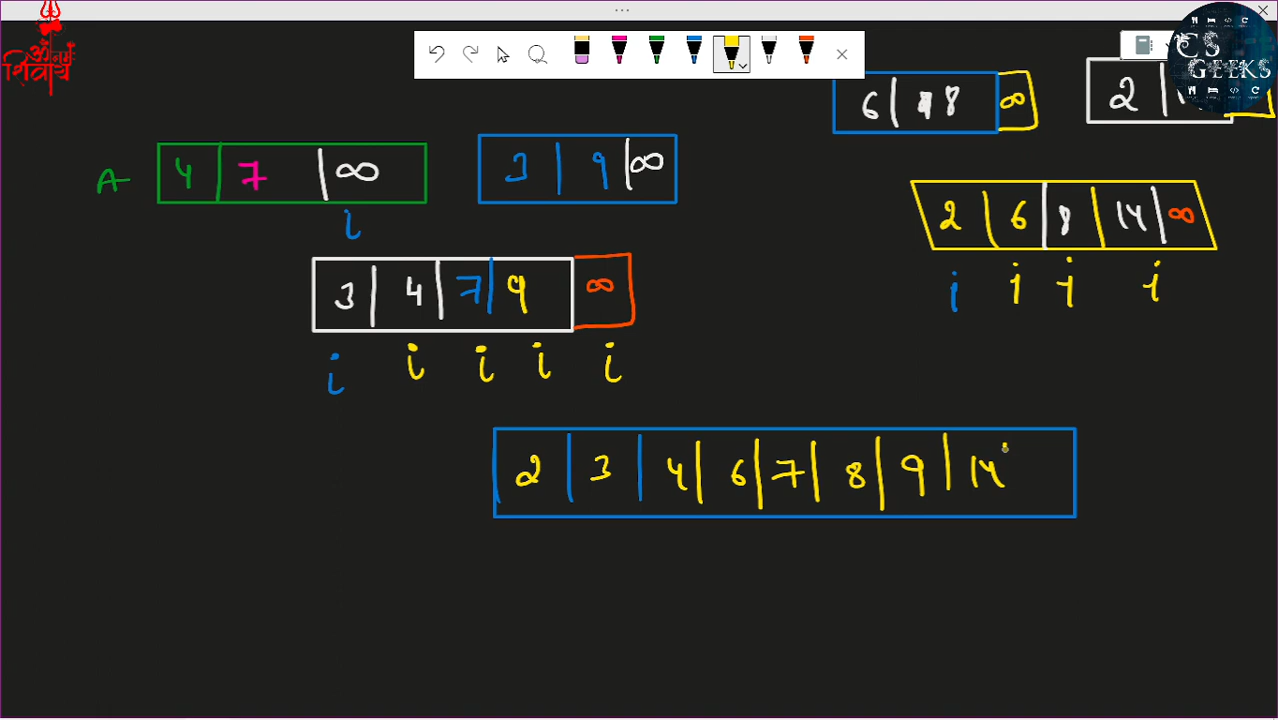 ॐ नमः
शिवाय
CS
GEEKS
6 8 ∞
2
A 4 7 ∞
3 9 ∞
i
2 6 8 14 ∞
i j j j
3 4 7 9 ∞
i i i i i
2 3 4 6 7 8 9 14